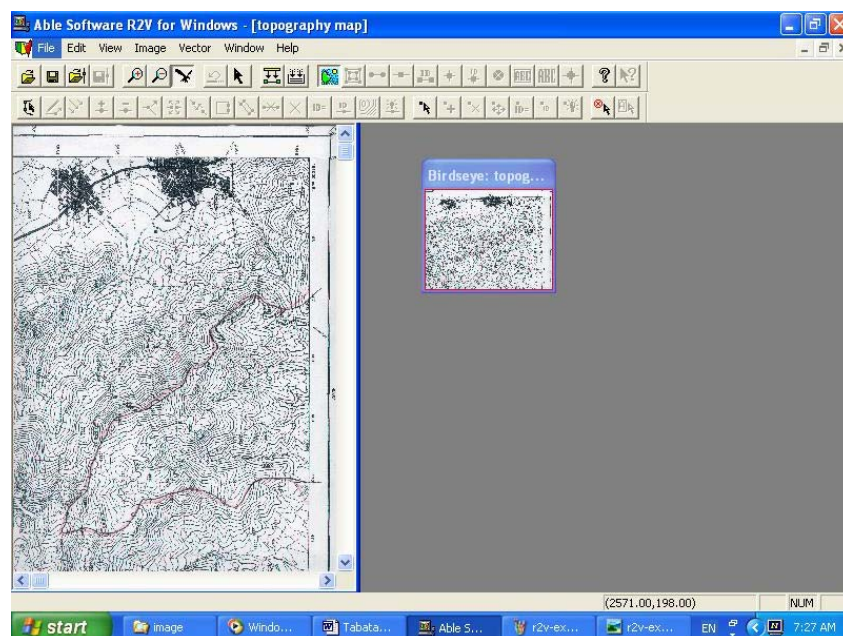 Able Software R2V for Windows - [topography map]
File Edit View Image Vector Window Help
Birdseye: topog...
(2571.00,198.00) NUM
start image Windo... Tabata... Able S... r2v-ex... r2v-ex... EN 7:27 AM